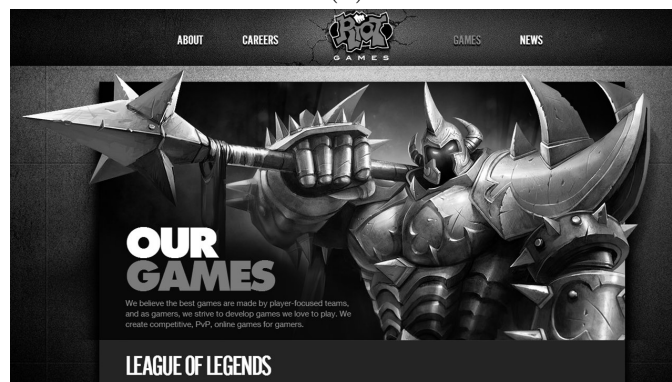 ABOUT
CAREERS
RIOT
GAMES
GAMES
NEWS
OUR
GAMES
We believe the best games are made by player-focused teams,
and as gamers, we strive to develop games we love to play. We
create competitive, PvP, online games for gamers.
LEAGUE OF LEGENDS